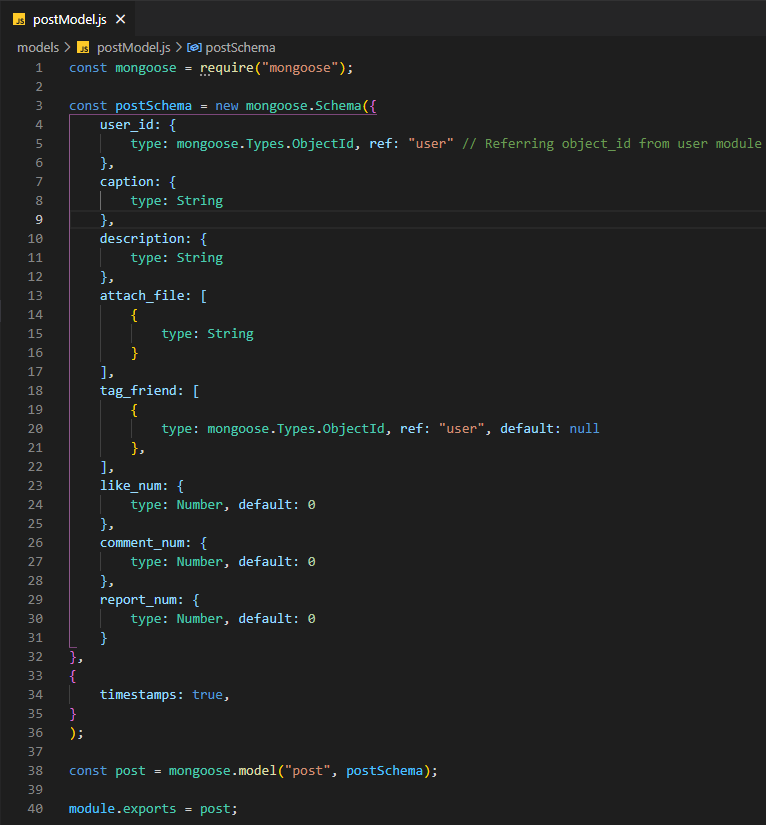 JS postModel.js ×
models > JS postModel.js > postSchema
1 const mongoose = require("mongoose");
2
3 const postSchema = new mongoose.Schema({
4     user_id: {
5         type: mongoose.Types.ObjectId, ref: "user" // Referring object_id from user module
6     },
7     caption: {
8         type: String
9     },
10     description: {
11         type: String
12     },
13     attach_file: [
14         {
15             type: String
16         }
17     ],
18     tag_friend: [
19         {
20             type: mongoose.Types.ObjectId, ref: "user", default: null
21         },
22     ],
23     like_num: {
24         type: Number, default: 0
25     },
26     comment_num: {
27         type: Number, default: 0
28     },
29     report_num: {
30         type: Number, default: 0
31     }
32 },
33 {
34     timestamps: true,
35 }
36 );
37
38 const post = mongoose.model("post", postSchema);
39
40 module.exports = post;